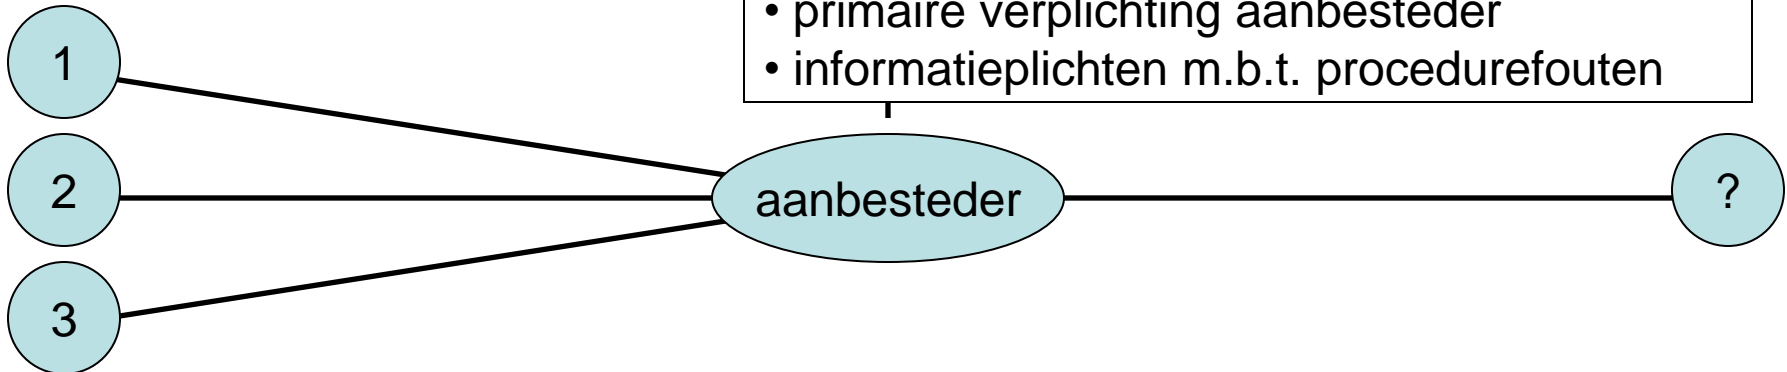 • primaire verplichting aanbesteder
• informatieplichten m.b.t. procedurefouten
1
2
aanbesteder
?
3